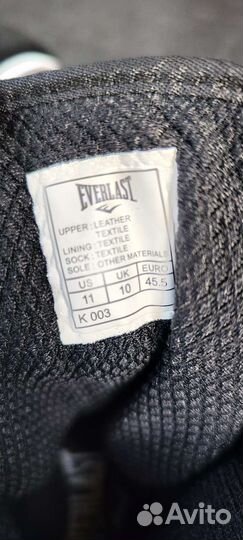 EVERLAST
UPPER : LEATHER
TEXTILE
LINING : TEXTILE
SOCK : TEXTILE
SOLE : OTHER MATERIALS
US UK EURO
11 10 45.5
K 003
Avito